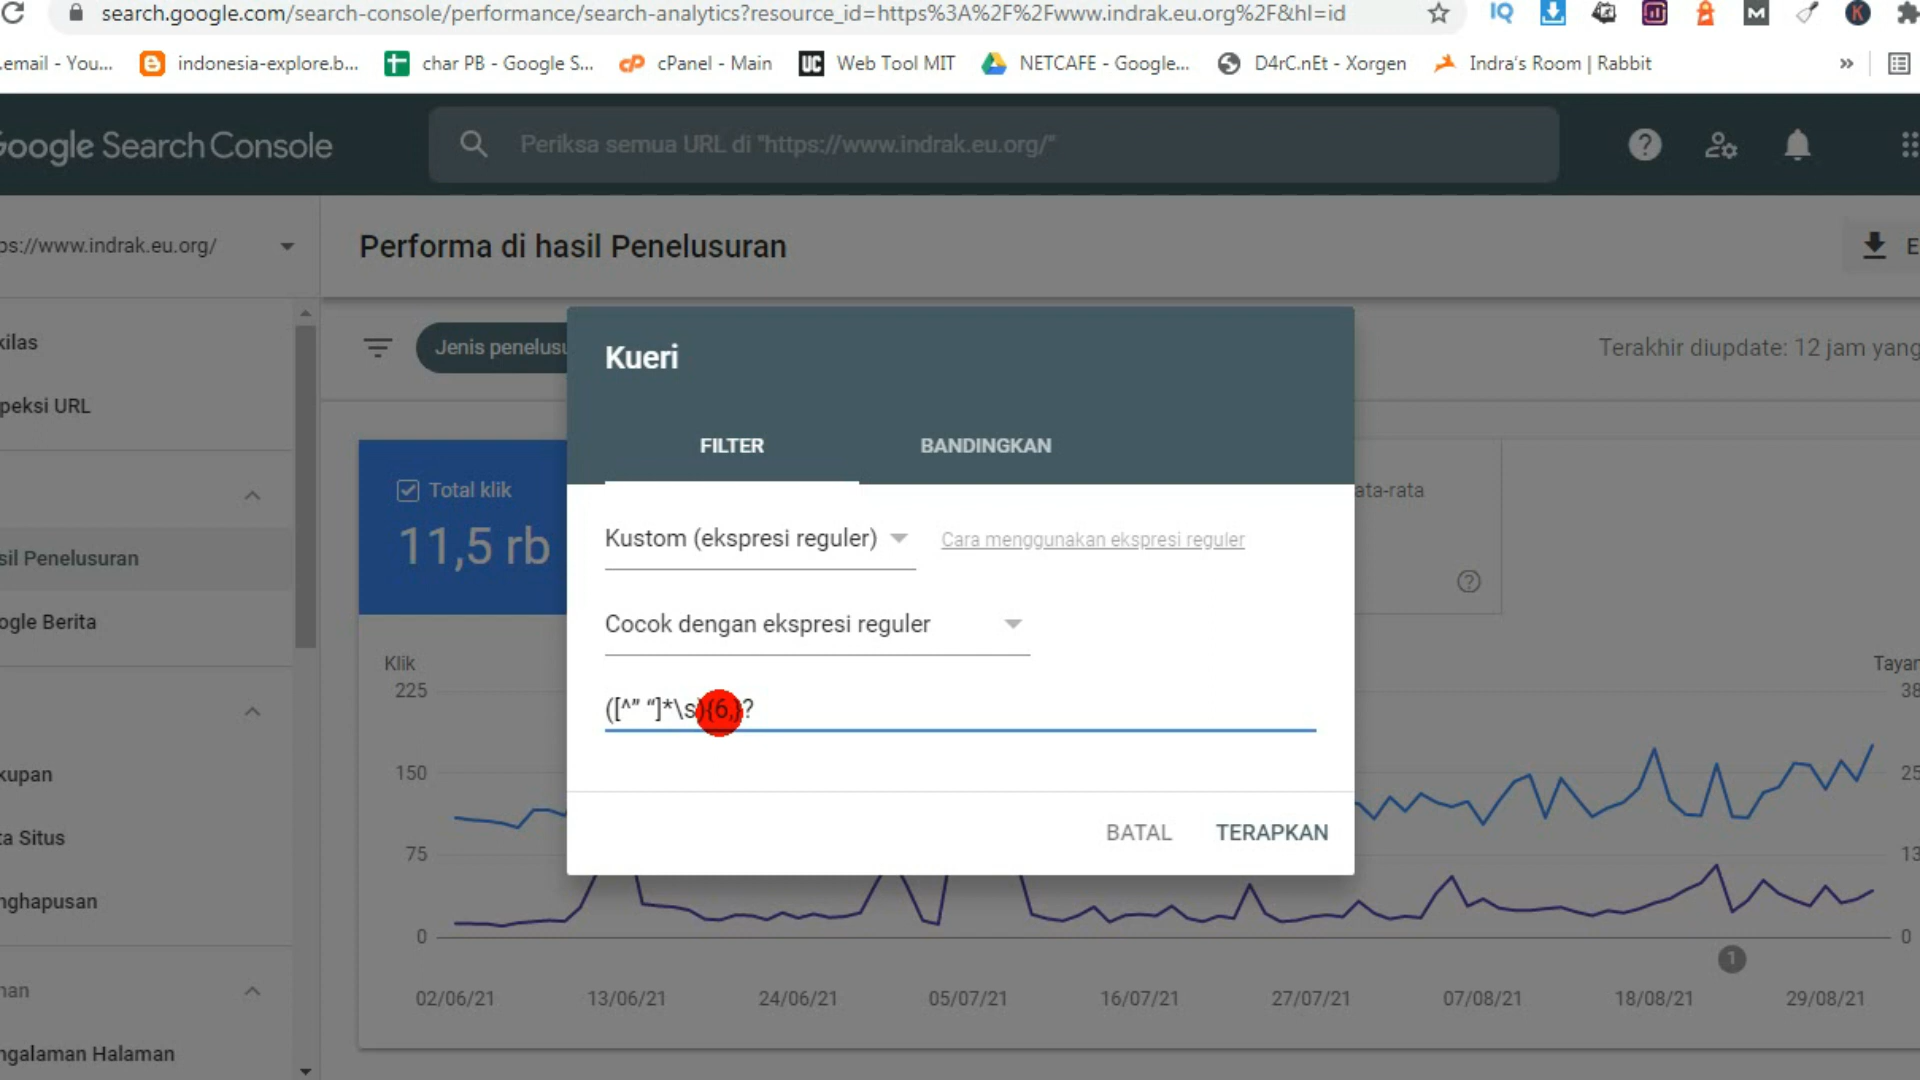 search.google.com/search-console/performance/search-analytics?resource_id=https%3A%2F%2Fwww.indrak.eu.org%2F&hl=id
IQ
M
K
.email - You...
indonesia-explore.b...
char PB - Google S...
cP
cPanel - Main
UC
Web Tool MIT
NETCAFE - Google...
D4rC.nEt - Xorgen
Indra's Room | Rabbit
»
Google Search Console
Periksa semua URL di "https://www.indrak.eu.org/"
ps://www.indrak.eu.org/
Performa di hasil Penelusuran
E
kilas
peksi URL
sil Penelusuran
ogle Berita
kupan
ta Situs
nghapusan
nan
ngalaman Halaman
Jenis penelusu
Terakhir diupdate: 12 jam yang
Kueri
FILTER
BANDINGKAN
Total klik
11,5 rb
ata-rata
Kustom (ekspresi reguler)
Cara menggunakan ekspresi reguler
Cocok dengan ekspresi reguler
([^” “]*\s){6,}?
BATAL
TERAPKAN
Klik
225
150
75
0
Tayan
38
25
13
0
1
02/06/21
13/06/21
24/06/21
05/07/21
16/07/21
27/07/21
07/08/21
18/08/21
29/08/21